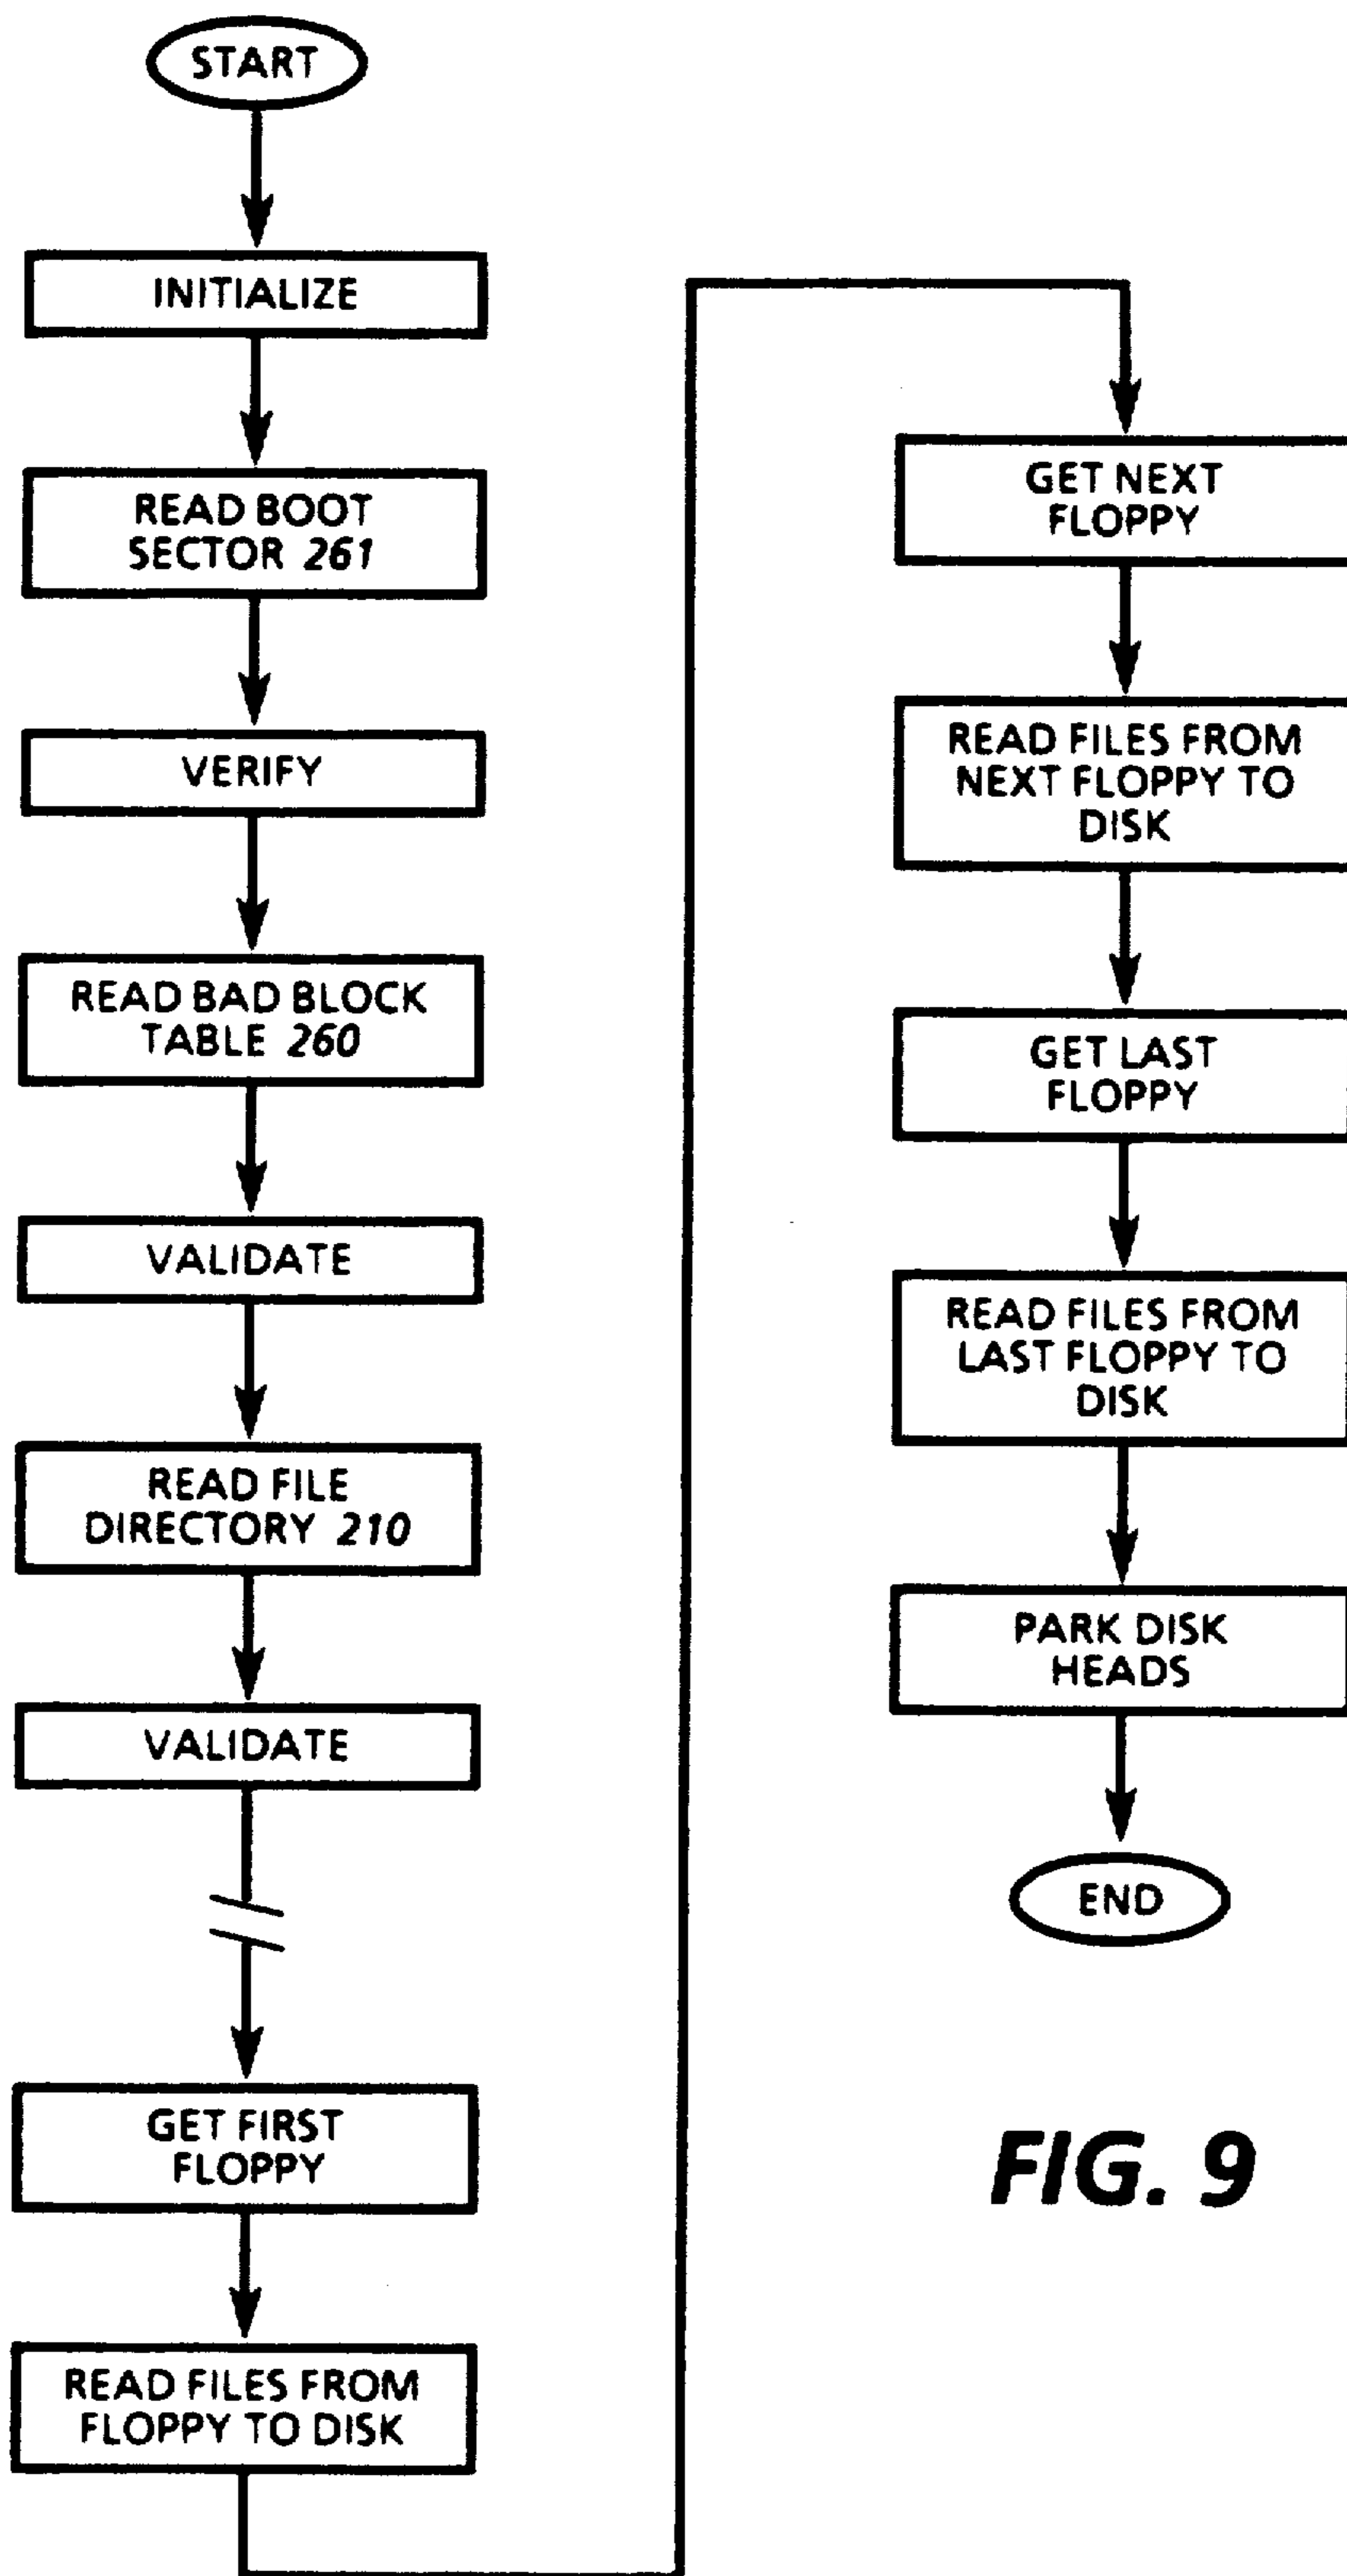 START
INITIALIZE
READ BOOT
SECTOR 261
VERIFY
READ BAD BLOCK
TABLE 260
VALIDATE
READ FILE
DIRECTORY 210
VALIDATE
GET FIRST
FLOPPY
READ FILES FROM
FLOPPY TO DISK
GET NEXT
FLOPPY
READ FILES FROM
NEXT FLOPPY TO
DISK
GET LAST
FLOPPY
READ FILES FROM
LAST FLOPPY TO
DISK
PARK DISK
HEADS
END
FIG. 9